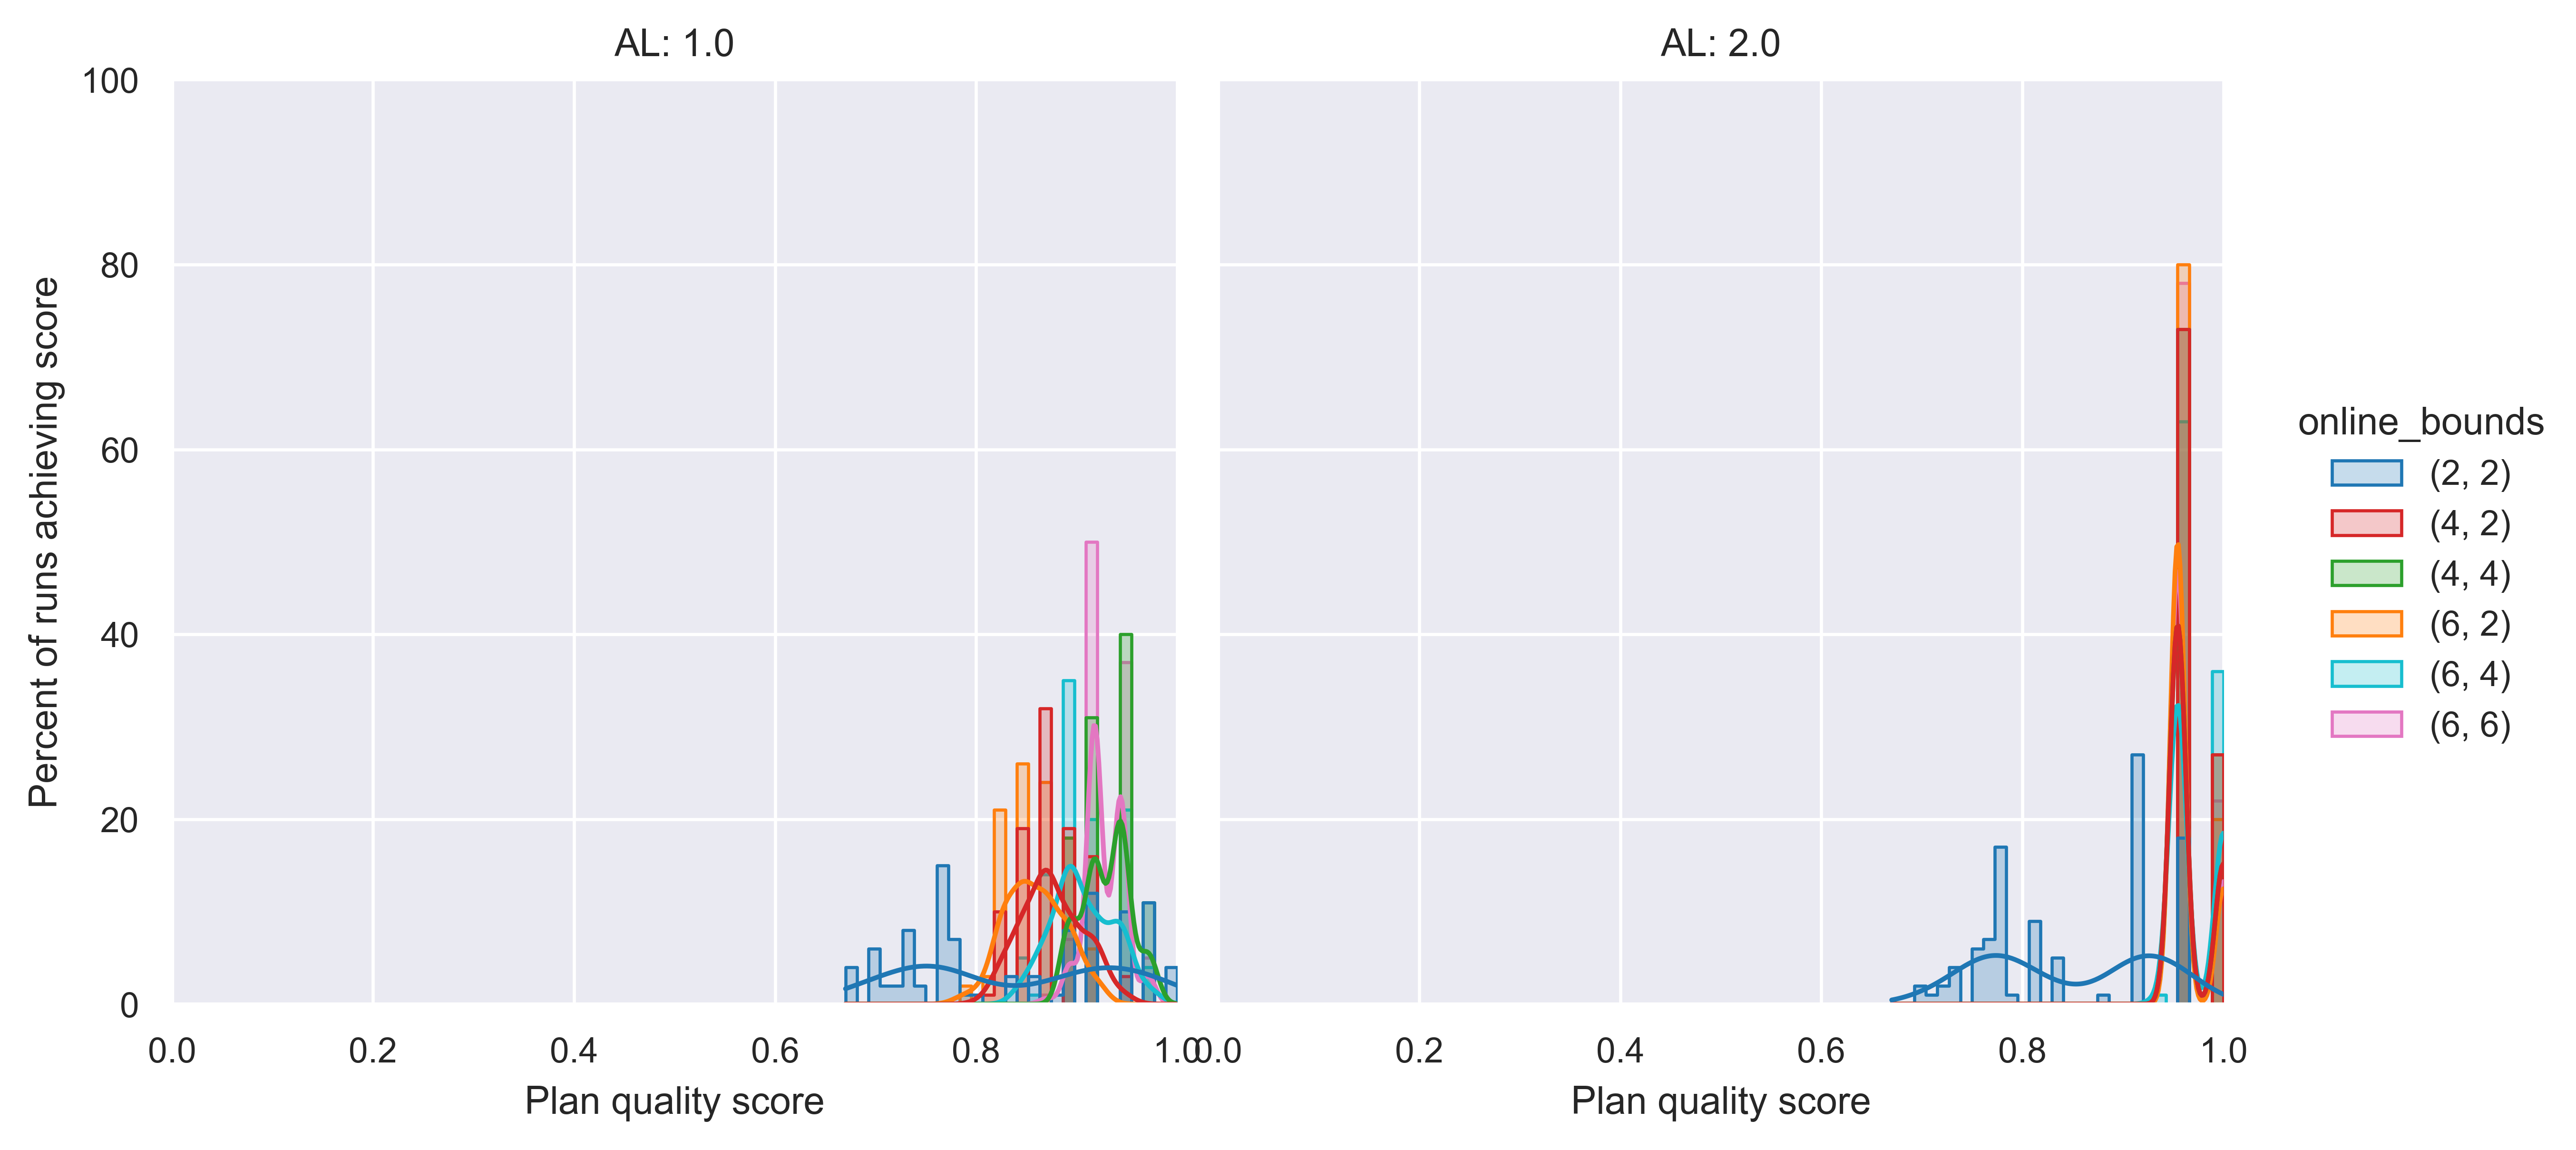 AL: 1.0
AL: 2.0
Percent of runs achieving score
100
80
60
40
20
0
0.0 0.2 0.4 0.6 0.8 1.0
0.0 0.2 0.4 0.6 0.8 1.0
Plan quality score
Plan quality score
online_bounds
(2, 2)
(4, 2)
(4, 4)
(6, 2)
(6, 4)
(6, 6)